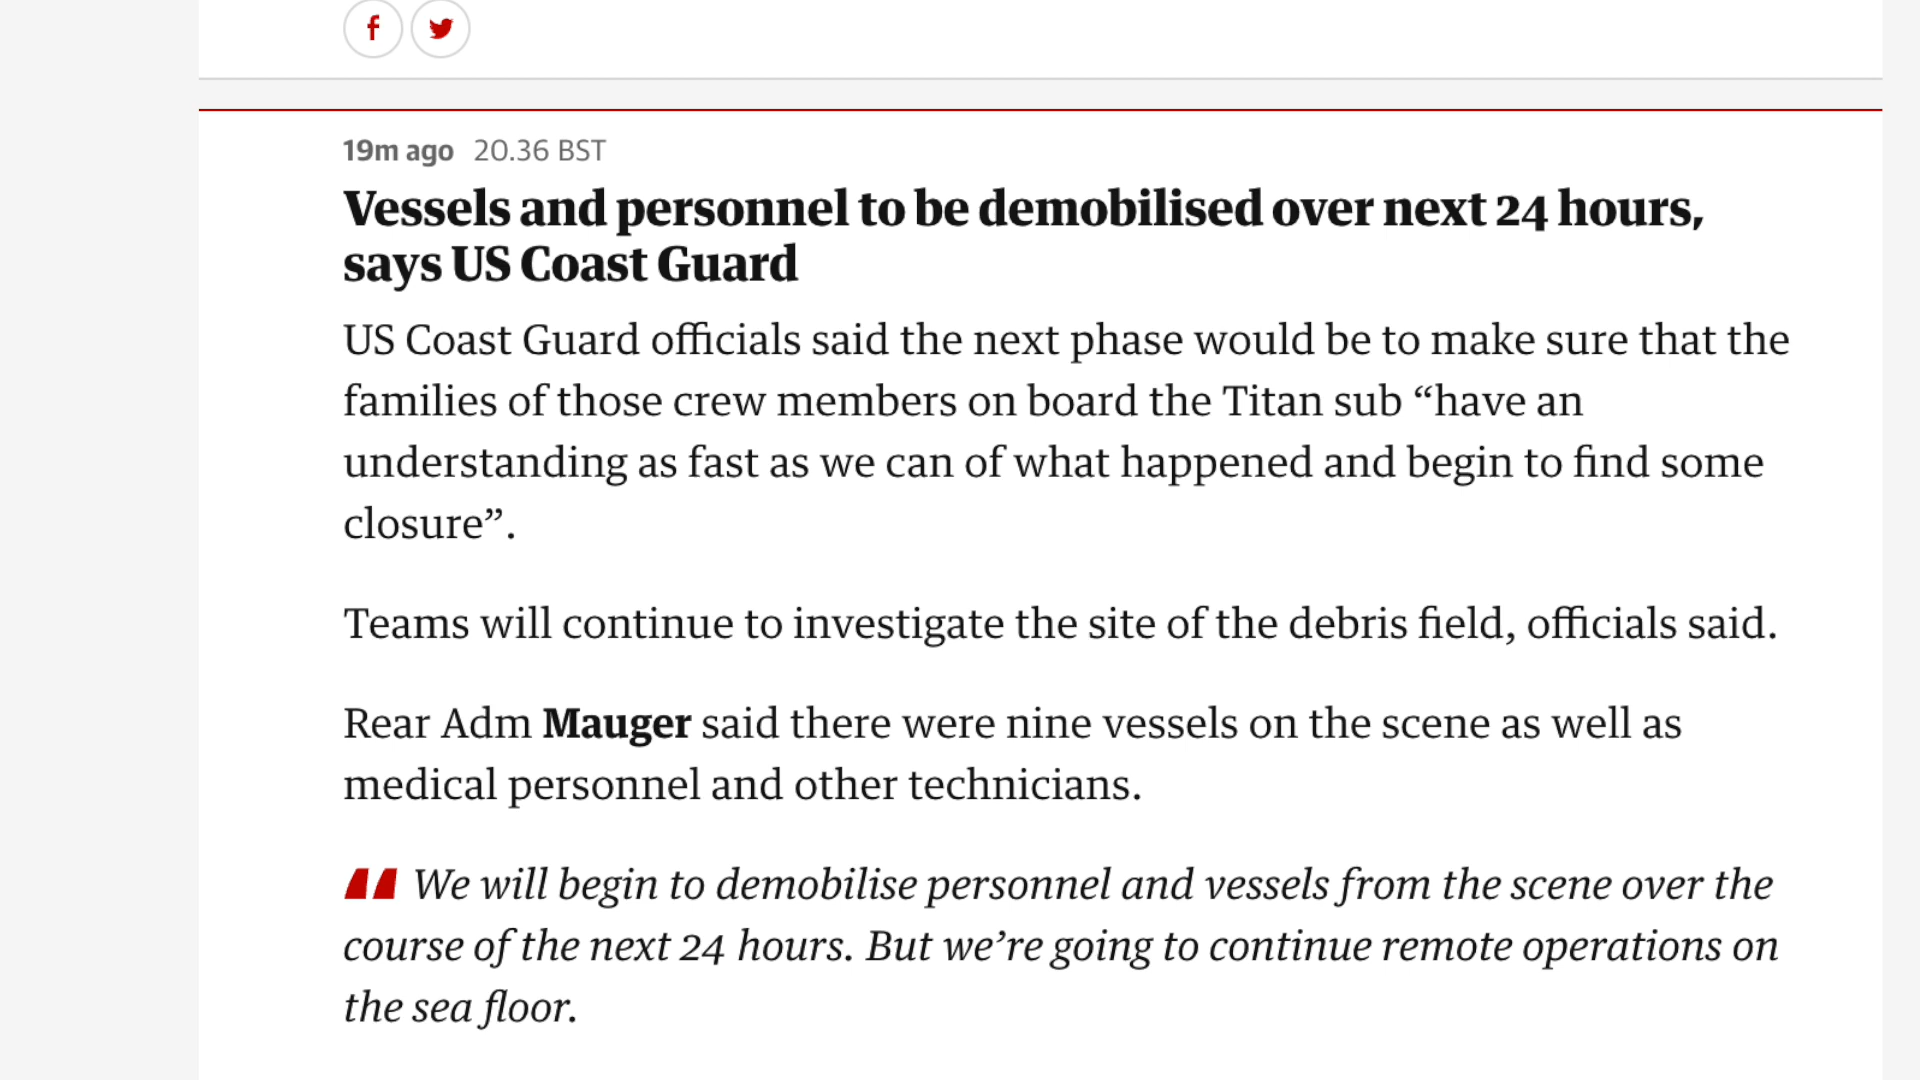 19m ago 20.36 BST
Vessels and personnel to be demobilised over next 24 hours,
says US Coast Guard
US Coast Guard officials said the next phase would be to make sure that the
families of those crew members on board the Titan sub “have an
understanding as fast as we can of what happened and begin to find some
closure”.
Teams will continue to investigate the site of the debris field, officials said.
Rear Adm Mauger said there were nine vessels on the scene as well as
medical personnel and other technicians.
“ We will begin to demobilise personnel and vessels from the scene over the
course of the next 24 hours. But we’re going to continue remote operations on
the sea floor.